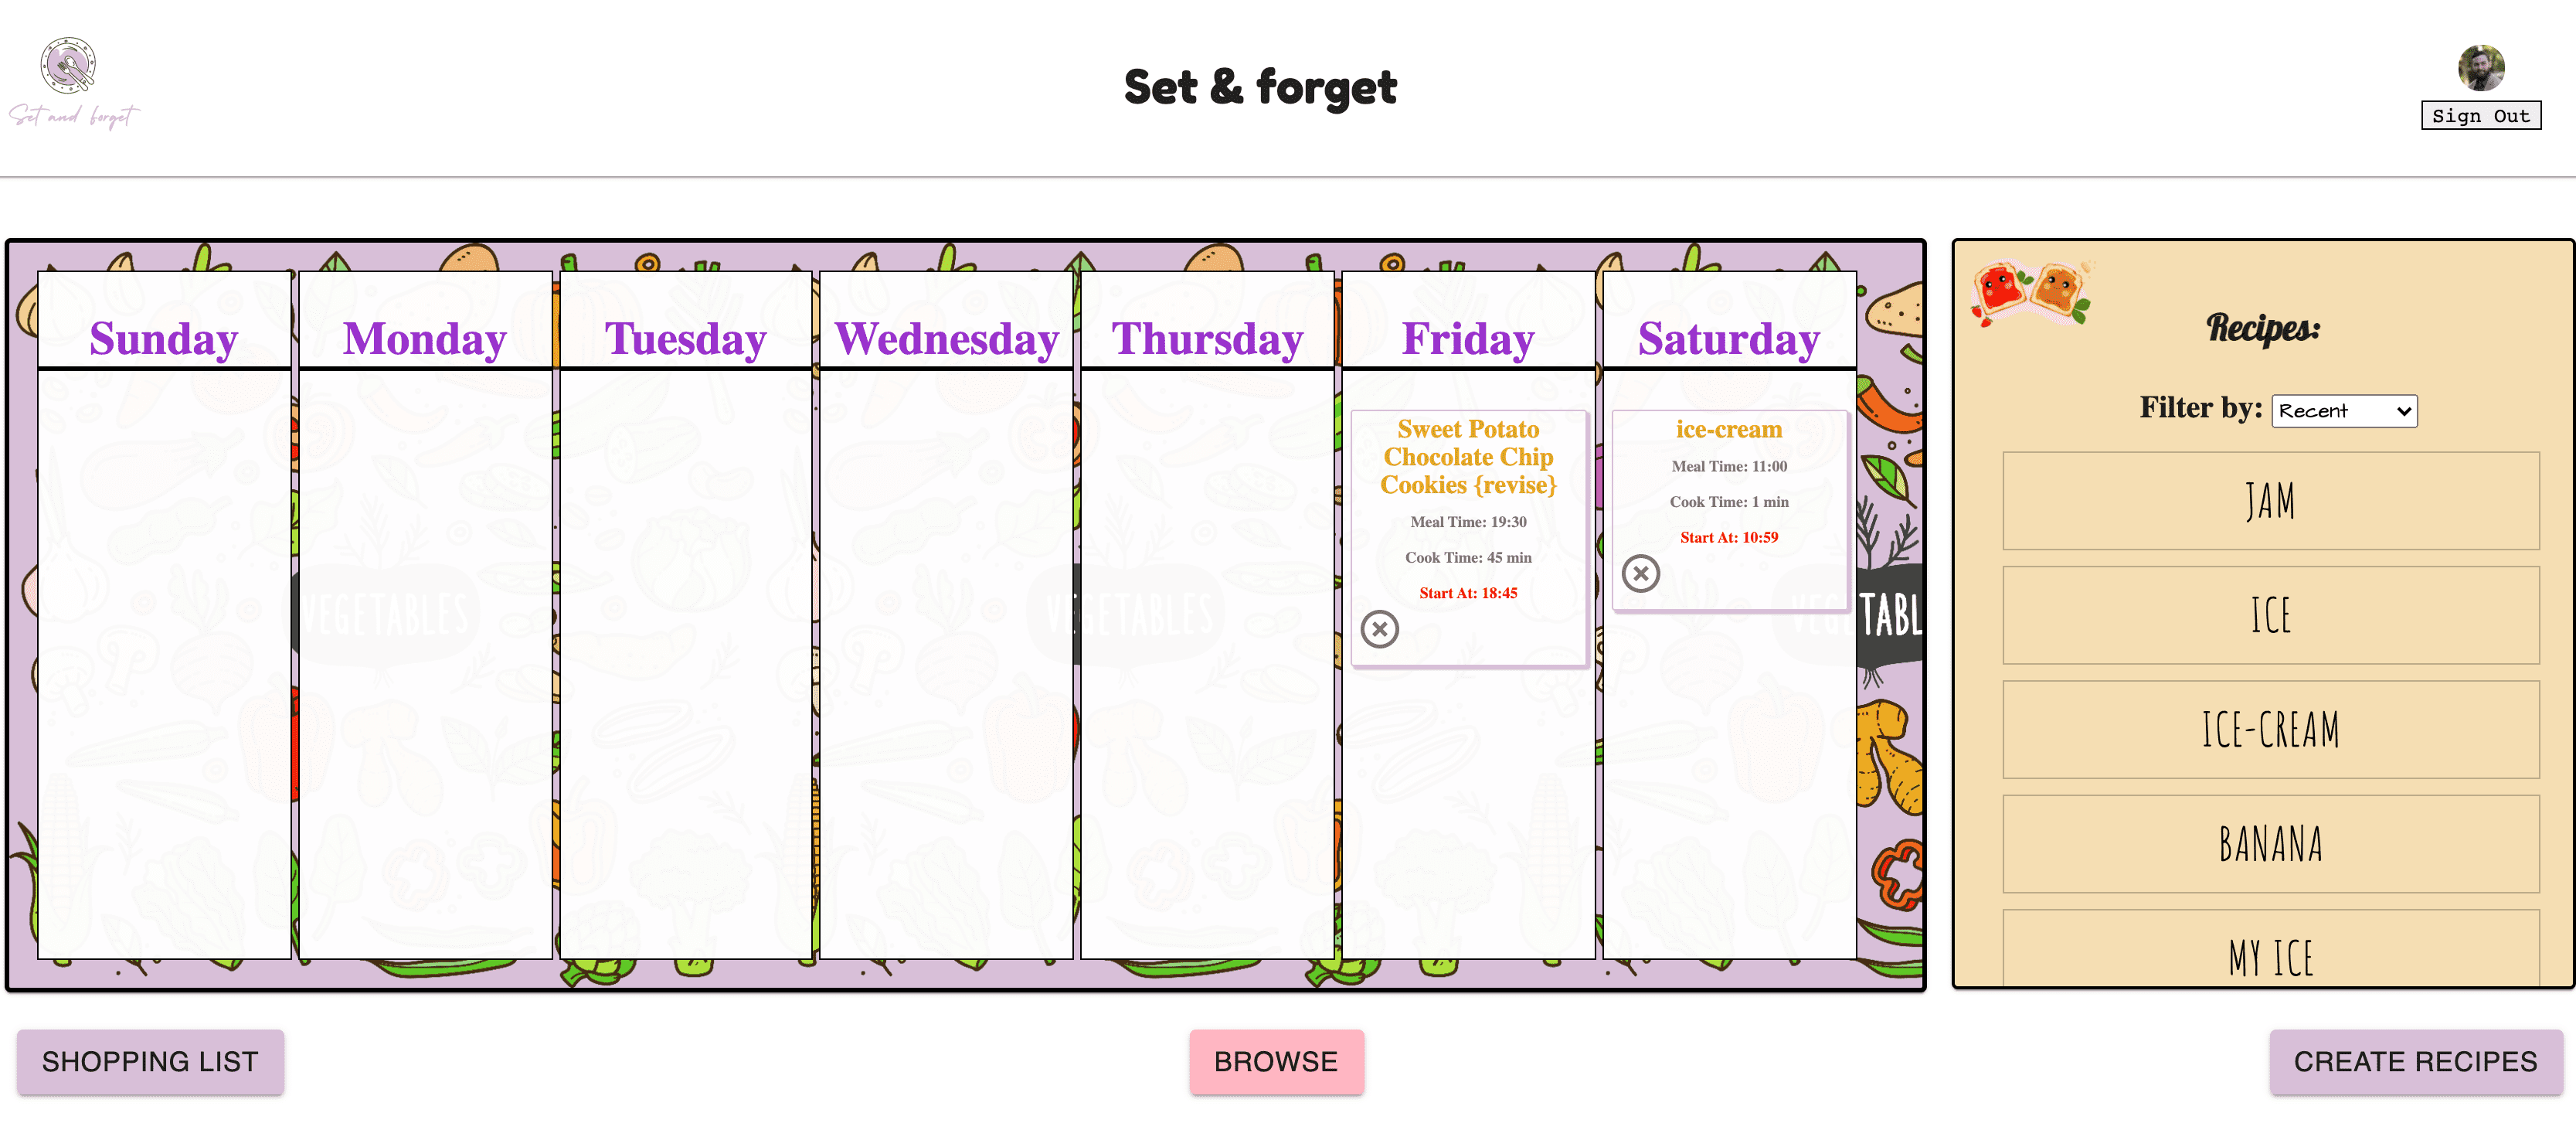 Set and forget
Set & forget
Sign Out
Sunday
Monday
Tuesday
Wednesday
Thursday
Friday
Saturday
Sweet Potato
Chocolate Chip
Cookies {revise}
Meal Time: 19:30
Cook Time: 45 min
Start At: 18:45
ice-cream
Meal Time: 11:00
Cook Time: 1 min
Start At: 10:59
VEGETABLES
VEGETABLES
VEGETABL
Recipes:
Filter by: Recent
JAM
ICE
ICE-CREAM
BANANA
MY ICE
SHOPPING LIST
BROWSE
CREATE RECIPES